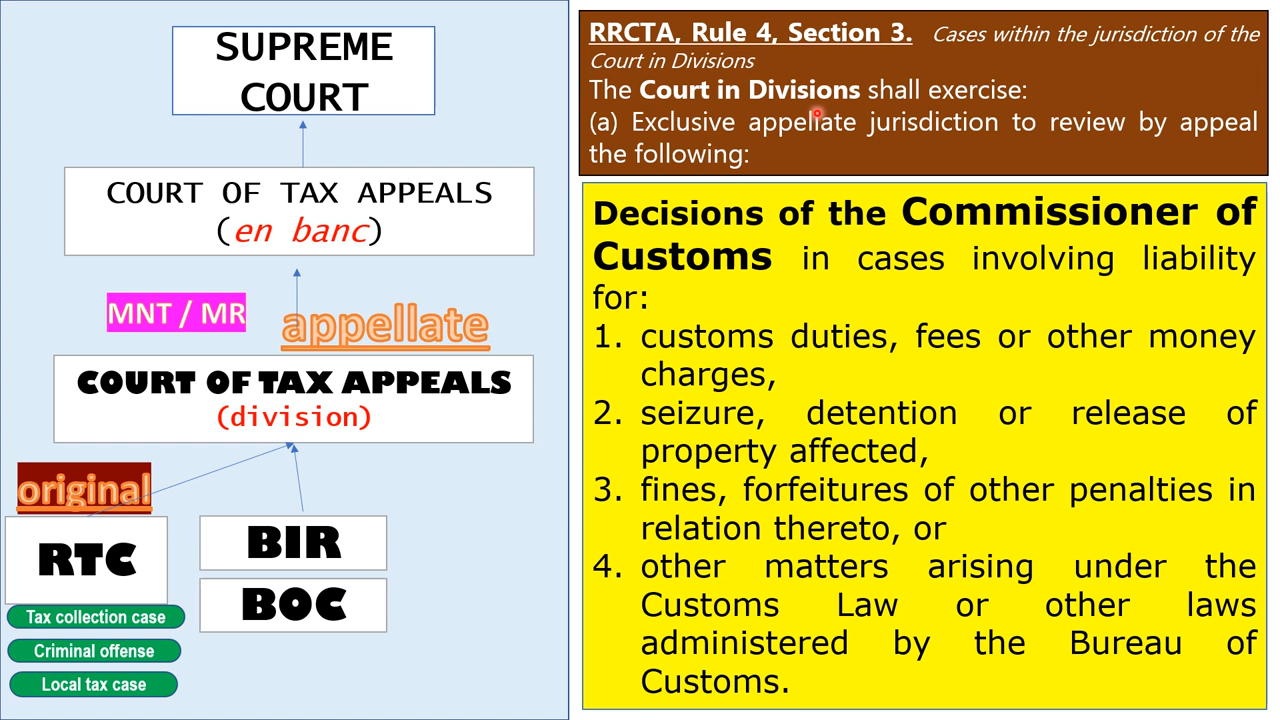 SUPREME
COURT
COURT OF TAX APPEALS
(en banc)
MNT / MR
appellate
COURT OF TAX APPEALS
(division)
original
RTC
BIR
BOC
Tax collection case
Criminal offense
Local tax case
RRCTA, Rule 4, Section 3. Cases within the jurisdiction of the
Court in Divisions
The Court in Divisions shall exercise:
(a) Exclusive appellate jurisdiction to review by appeal
the following:
Decisions of the Commissioner of
Customs in cases involving liability
for:
1. customs duties, fees or other money
charges,
2. seizure, detention or release of
property affected,
3. fines, forfeitures of other penalties in
relation thereto, or
4. other matters arising under the
Customs Law or other laws
administered by the Bureau of
Customs.